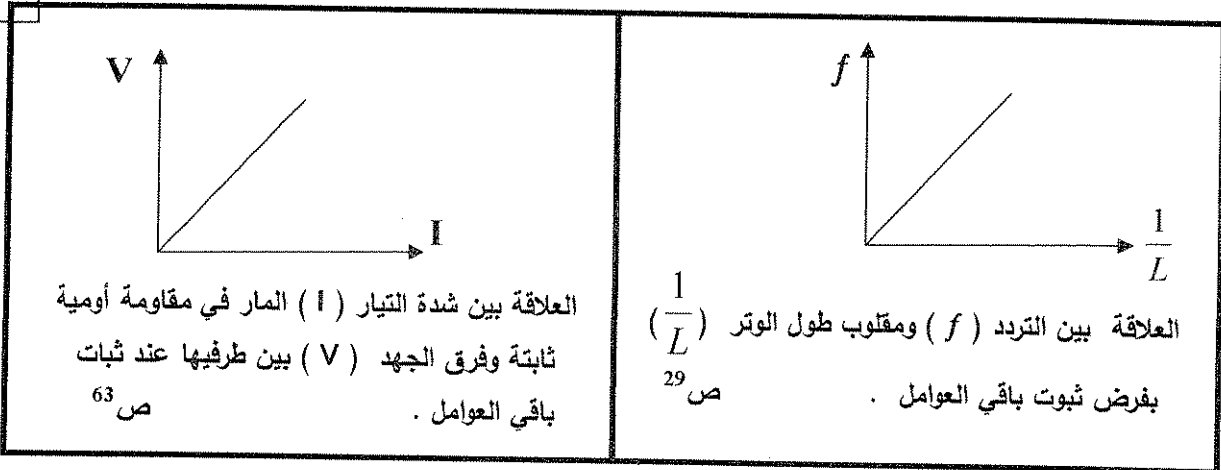 f
1/L
العلاقة بين التردد ( f ) ومقلوب طول الوتر ( 1/L )
بفرض ثبوت باقي العوامل . ص29
V
I
العلاقة بين شدة التيار ( I ) المار في مقاومة أومية
ثابتة وفرق الجهد ( V ) بين طرفيها عند ثبات
باقي العوامل . ص63